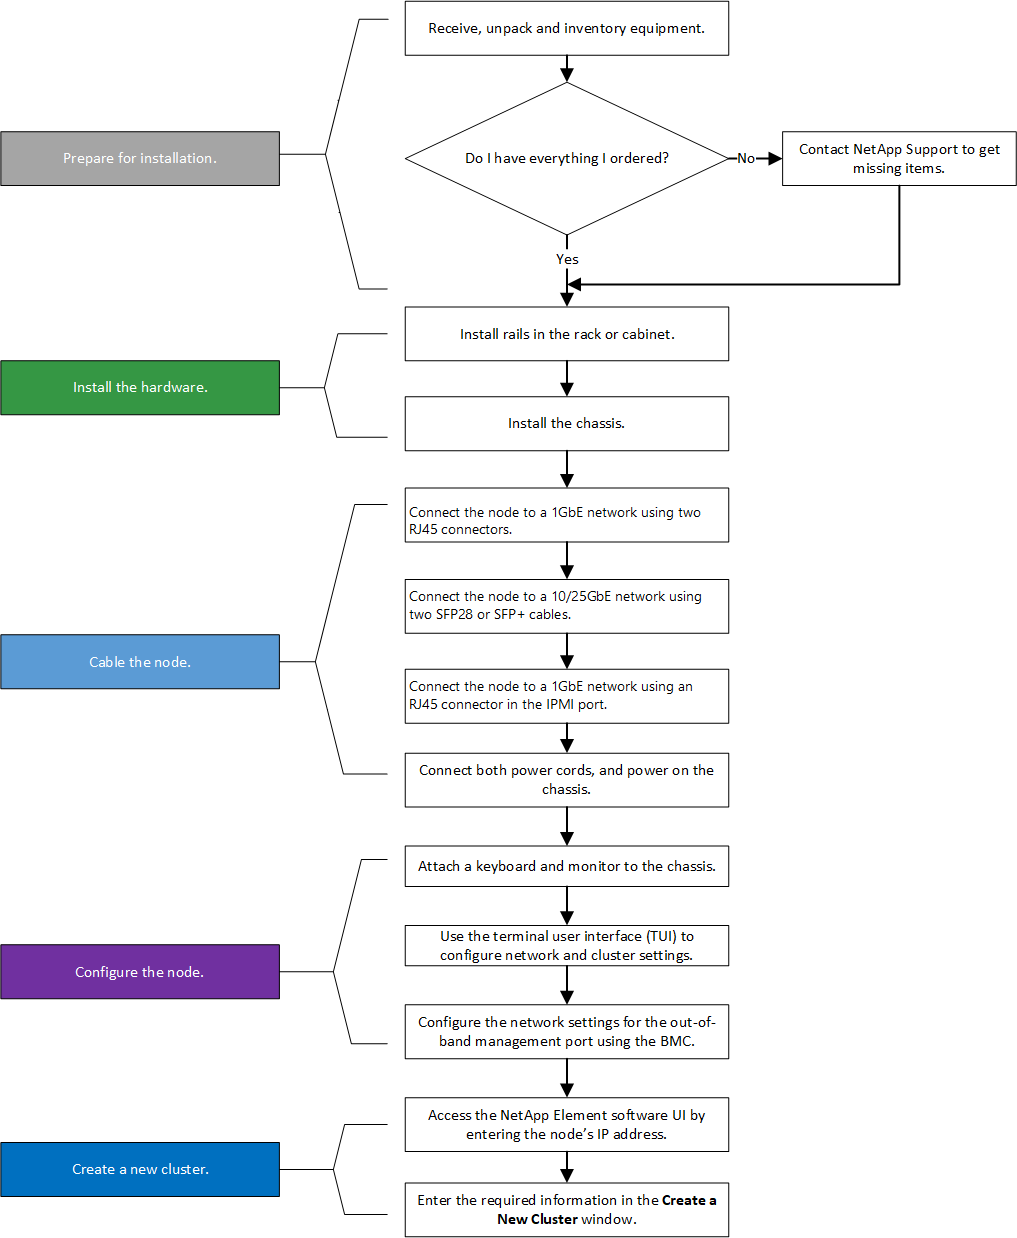 Receive, unpack and inventory equipment.
Prepare for installation.
Do I have everything I ordered?
No
Contact NetApp Support to get
missing items.
Yes
Install rails in the rack or cabinet.
Install the hardware.
Install the chassis.
Connect the node to a 1GbE network using two
RJ45 connectors.
Connect the node to a 10/25GbE network using
two SFP28 or SFP+ cables.
Cable the node.
Connect the node to a 1GbE network using an
RJ45 connector in the IPMI port.
Connect both power cords, and power on the
chassis.
Attach a keyboard and monitor to the chassis.
Use the terminal user interface (TUI) to
configure network and cluster settings.
Configure the node.
Configure the network settings for the out-of-
band management port using the BMC.
Access the NetApp Element software UI by
entering the node’s IP address.
Create a new cluster.
Enter the required information in the Create a
New Cluster window.